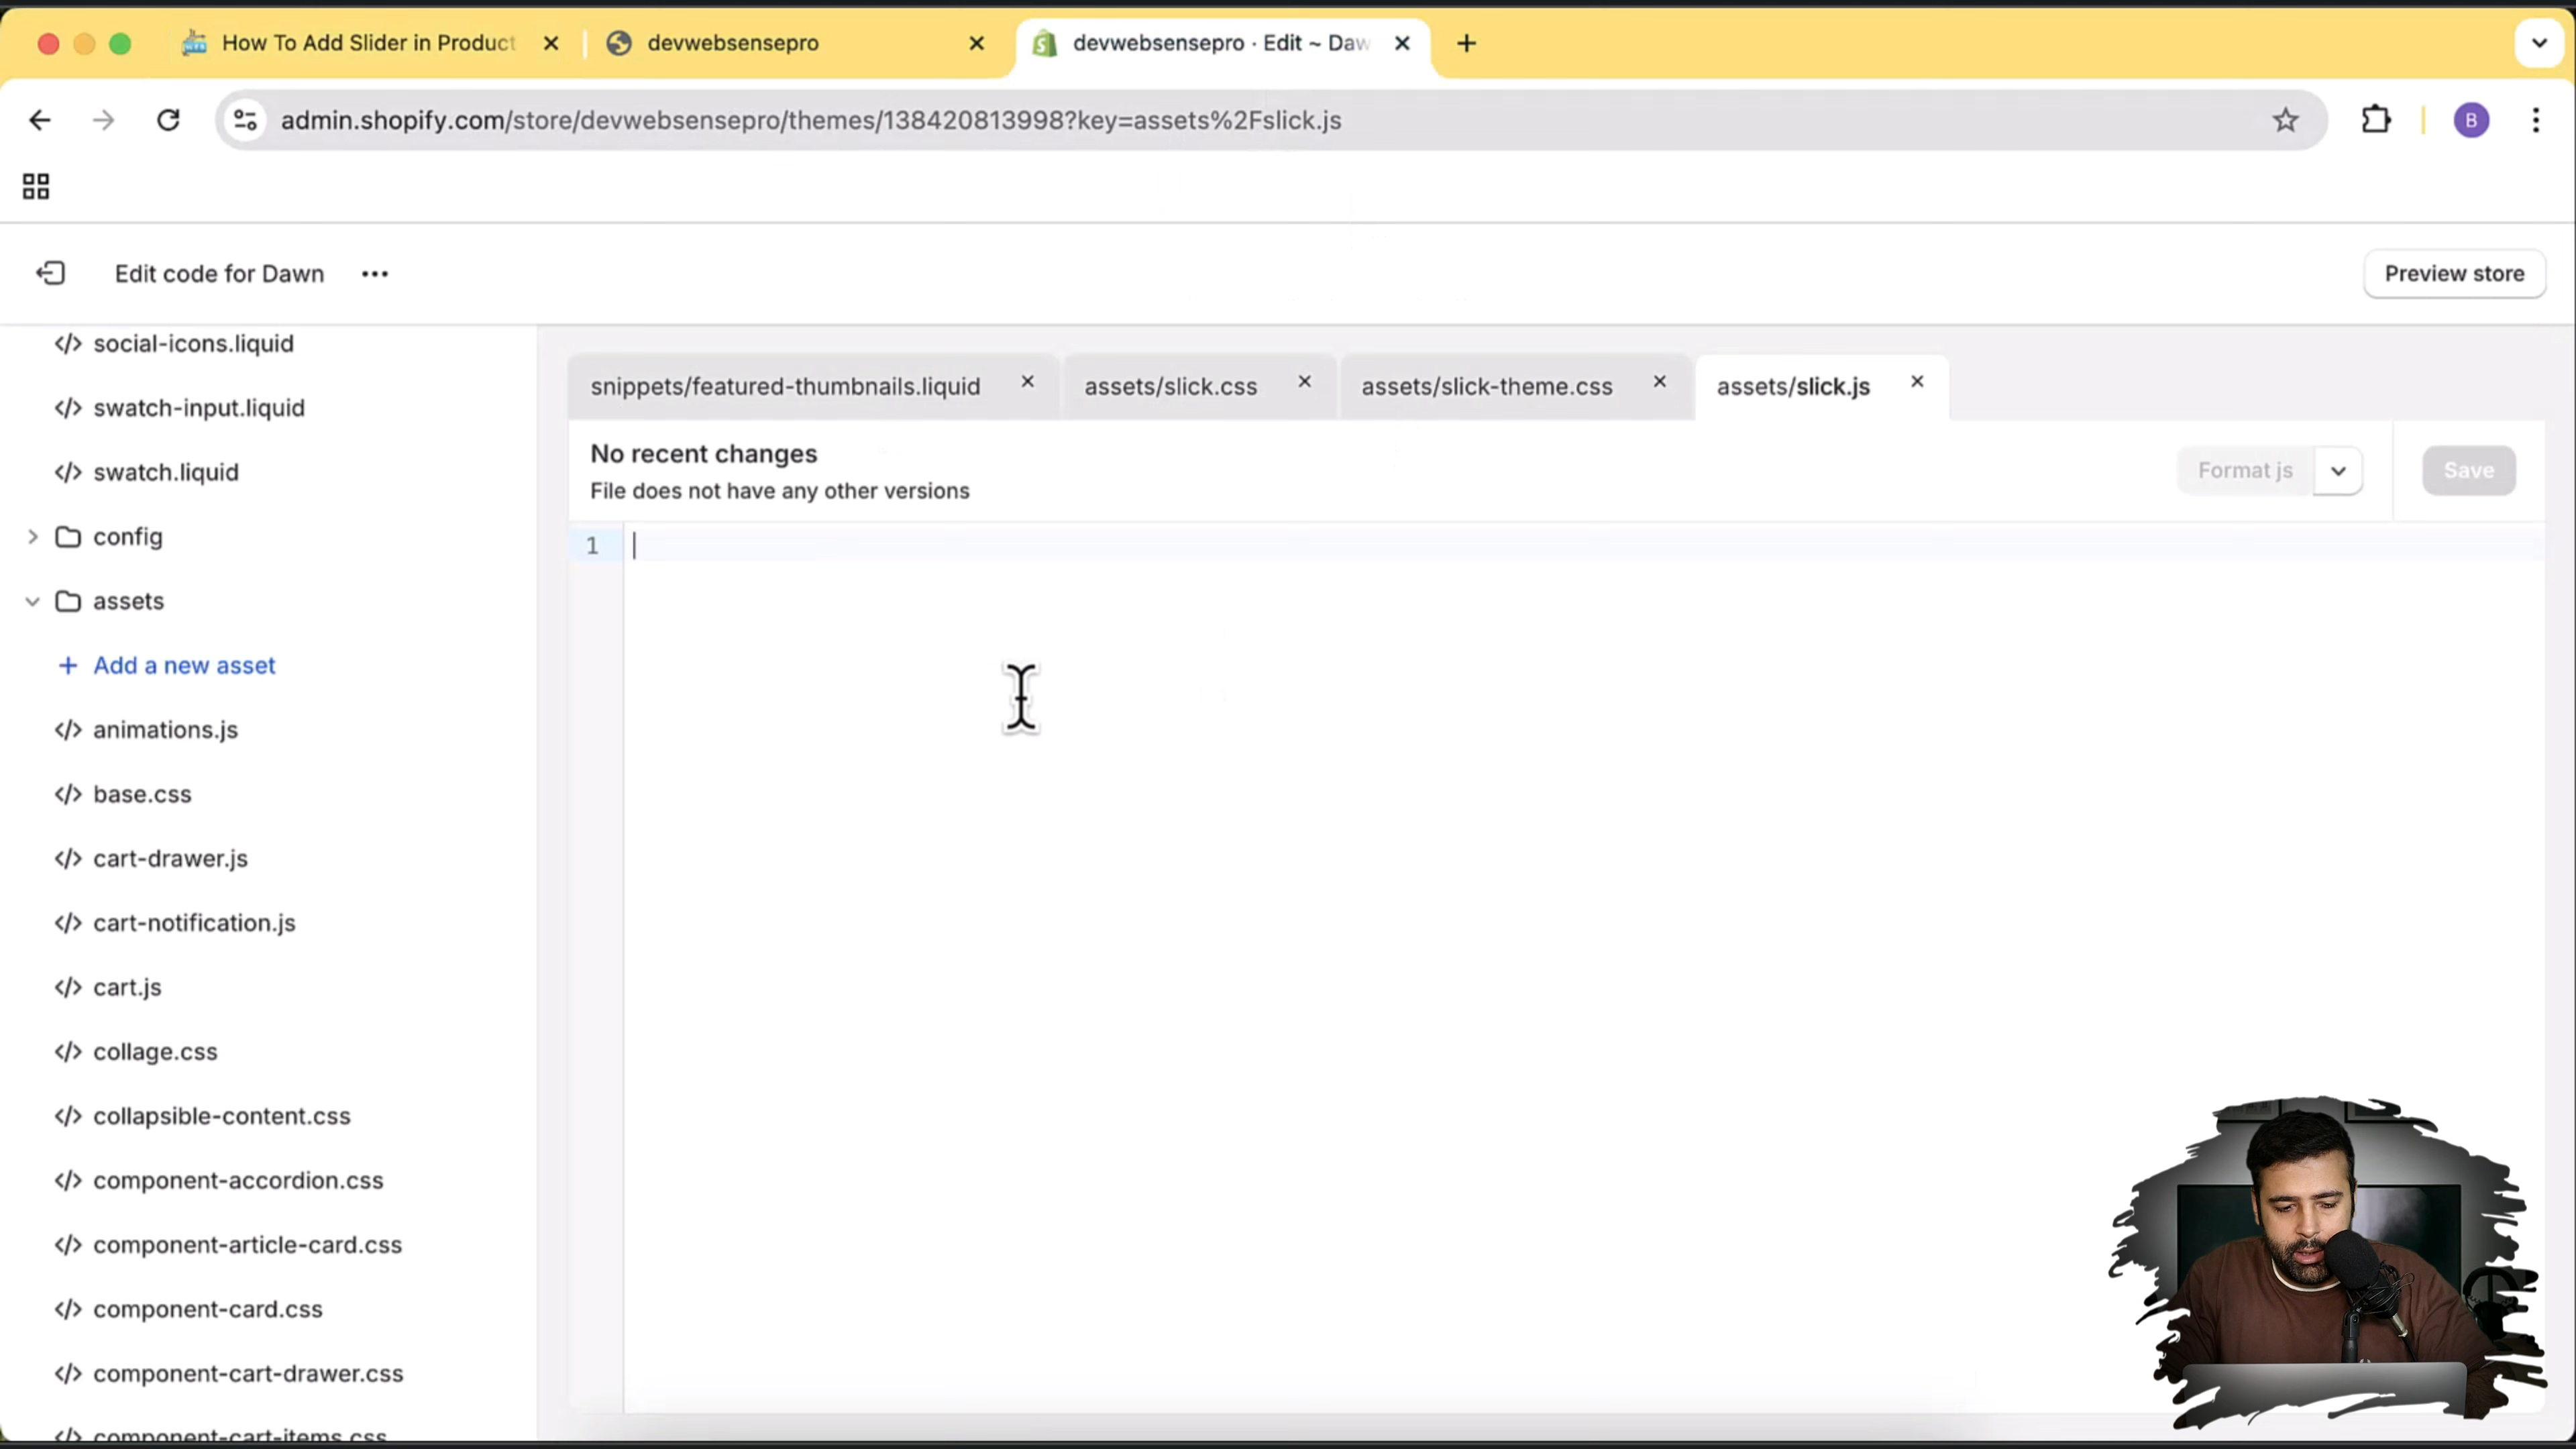 How To Add Slider in Product
devwebsensepro
devwebsensepro · Edit ~ Daw
admin.shopify.com/store/devwebsensepro/themes/138420813998?key=assets%2Fslick.js
B
Edit code for Dawn
Preview store
social-icons.liquid
swatch-input.liquid
swatch.liquid
config
assets
+ Add a new asset
animations.js
base.css
cart-drawer.js
cart-notification.js
cart.js
collage.css
collapsible-content.css
component-accordion.css
component-article-card.css
component-card.css
component-cart-drawer.css
component-cart-items.css
snippets/featured-thumbnails.liquid
assets/slick.css
assets/slick-theme.css
assets/slick.js
No recent changes
File does not have any other versions
Format js
Save
1